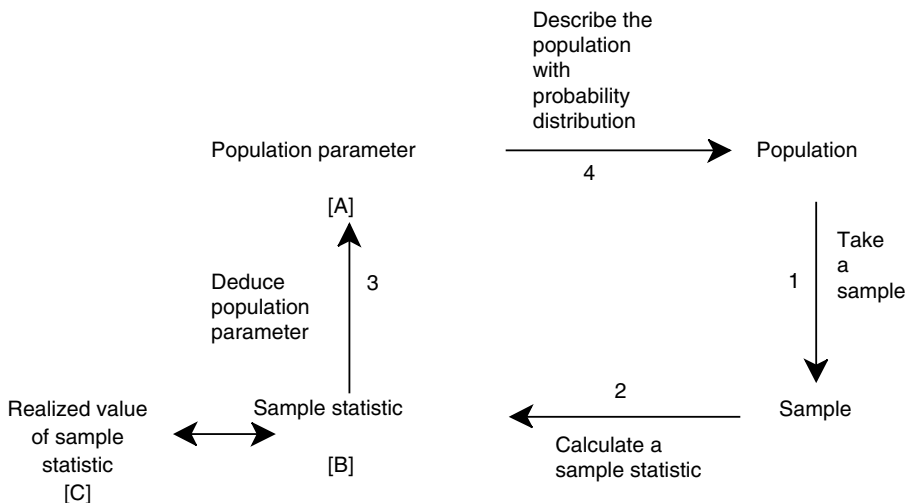 Describe the
population
with
probability
distribution
Population parameter
4
Population
[A]
Take
a
sample
1
3
Deduce
population
parameter
2
Realized value
of sample
statistic
[C]
Sample statistic
[B]
Sample
Calculate a
sample statistic